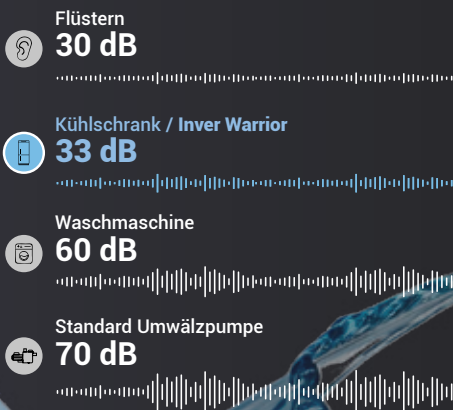 Flüstern
30 dB
Kühlschrank / Inver Warrior
33 dB
Waschmaschine
60 dB
Standard Umwälzpumpe
70 dB